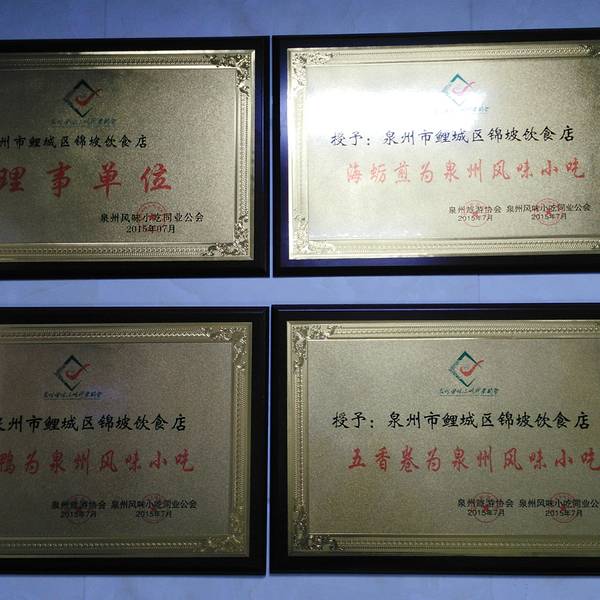 州市鲤城区锦坡饮食店
理事单位
泉州风味小吃同业公会
2015年07月
授予：泉州市鲤城区锦坡饮食店
海蛎煎为泉州风味小吃
泉州旅游协会 泉州风味小吃同业公会
2015年7月 2015年7月
泉州市鲤城区锦坡饮食店
鸭为泉州风味小吃
泉州旅游协会 泉州风味小吃同业公会
2015年7月 2015年7月
授予：泉州市鲤城区锦坡饮食店
五香卷为泉州风味小吃
泉州旅游协会 泉州风味小吃同业公会
2015年7月 2015年7月